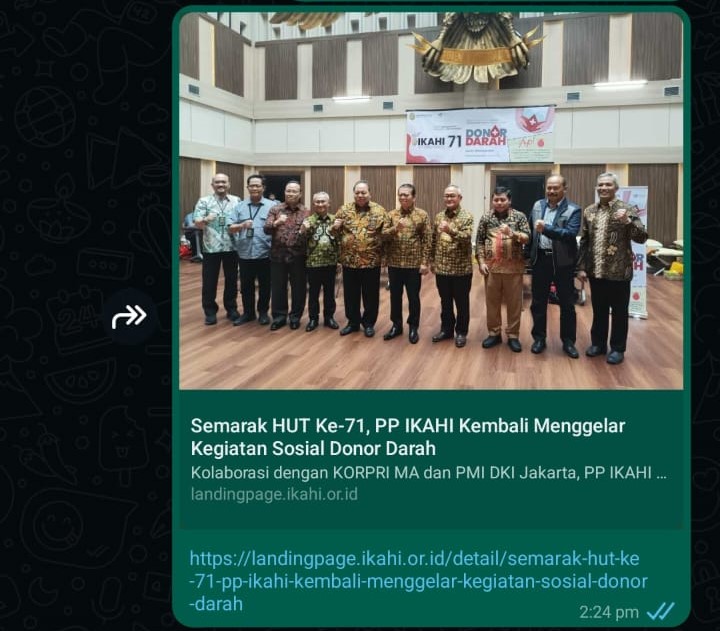 IKAHI 71 DONOR
DARAH
Semarak HUT Ke-71, PP IKAHI Kembali Menggelar
Kegiatan Sosial Donor Darah
Kolaborasi dengan KORPRI MA dan PMI DKI Jakarta, PP IKAHI ...
landingpage.ikahi.or.id
https://landingpage.ikahi.or.id/detail/semarak-hut-ke
-71-pp-ikahi-kembali-menggelar-kegiatan-sosial-donor
-darah
2:24 pm